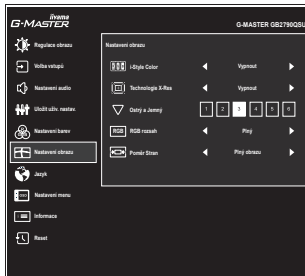 iiyama
G-MASTER
G-MASTER GB2790QSU
Regulace obrazu
Volba vstupů
Nastavení audio
Uložit uživ. nastav.
Nastavení barev
Nastavení obrazu
Jazyk
OSD Nastavení menu
Informace
Reset
Nastavení obrazu
i-Style Color Vypnout
Technologie X-Res Vypnout
Ostrý a Jemný 1 2 3 4 5 6
RGB RGB rozsah Plný
Poměr Stran Plný obrazu